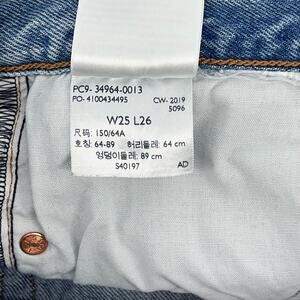 PC9- 34964-0013
PO- 4100434495 CW- 2019
5096
W25 L26
尺码: 150/64A
호칭: 64-89 허리둘레: 64 cm
엉덩이둘레: 89 cm
S40197 AD